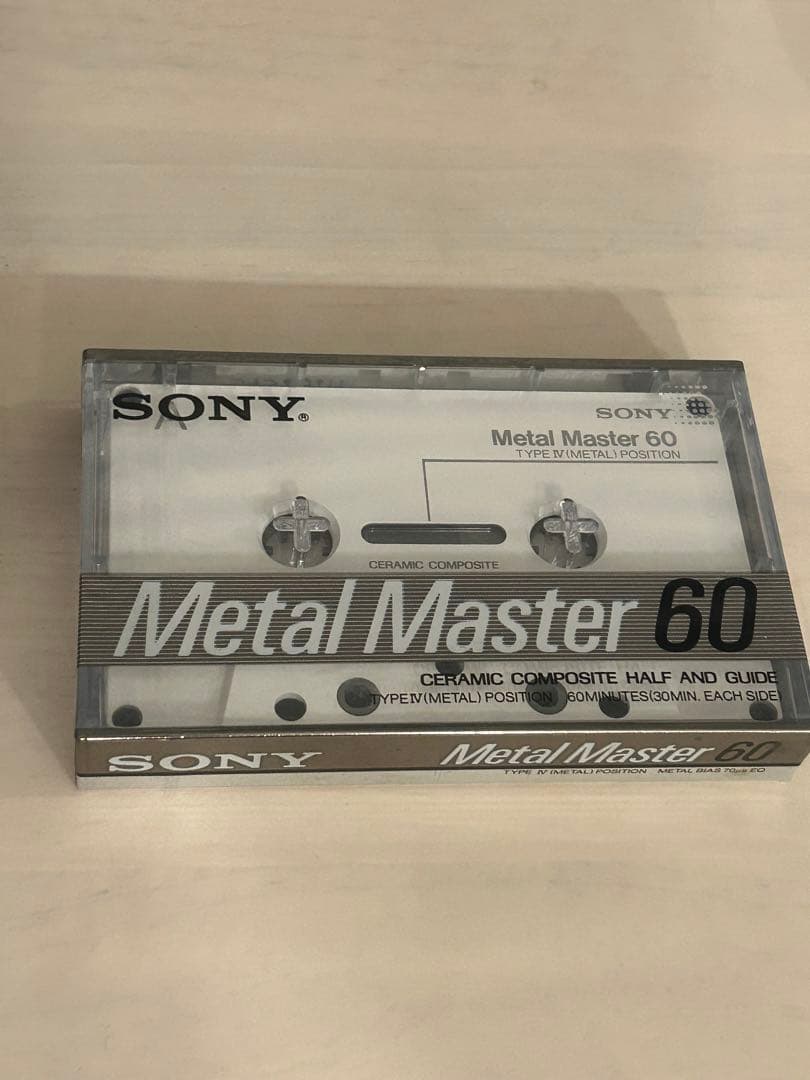 SONY®
SONY
Metal Master 60
TYPE IV (METAL) POSITION
A
CERAMIC COMPOSITE
Metal Master 60
CERAMIC COMPOSITE HALF AND GUIDE
TYPE IV (METAL) POSITION 60MINUTES (30MIN. EACH SIDE)
SONY Metal Master 60
TYPE IV (METAL) POSITION METAL BIAS 70μs EQ